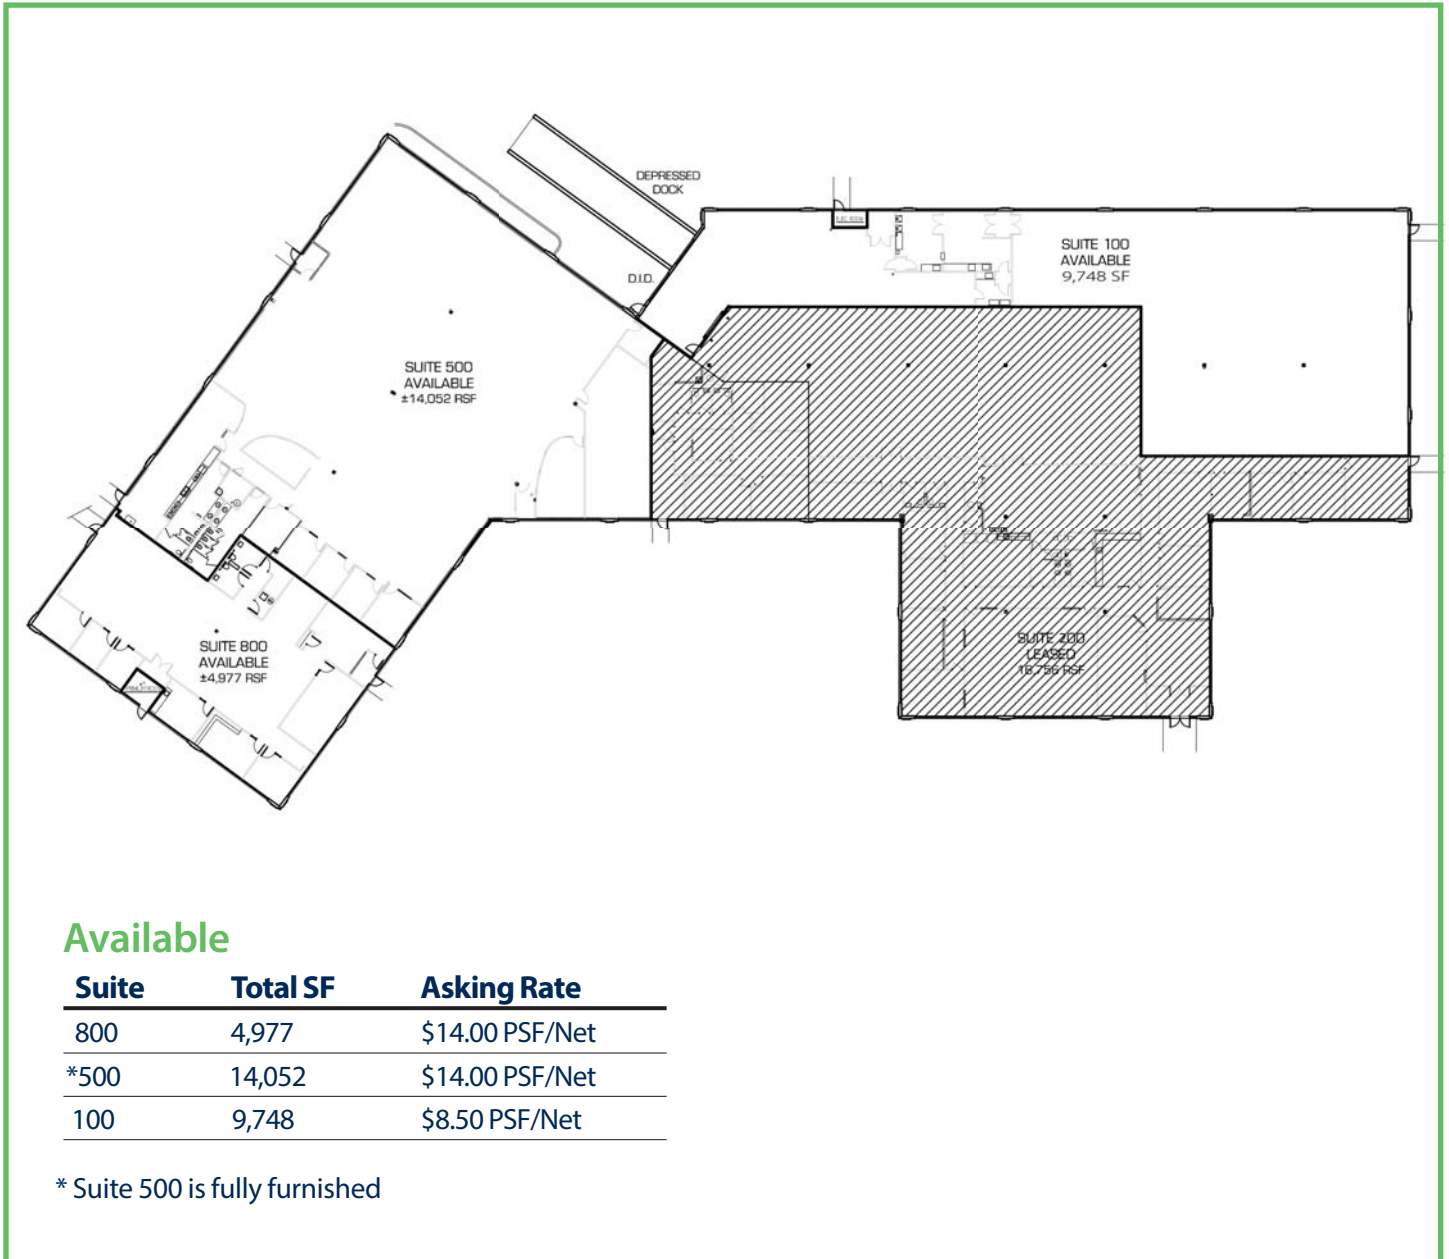 DEPRESSED
DOCK
D.I.D.
SUITE 100
AVAILABLE
9,748 SF
SUITE 500
AVAILABLE
±14,052 RSF
SUITE 200
LEASED
16,756 RSF
SUITE 800
AVAILABLE
±4,977 RSF
Available
Suite Total SF Asking Rate
800 4,977 $14.00 PSF/Net
*500 14,052 $14.00 PSF/Net
100 9,748 $8.50 PSF/Net
* Suite 500 is fully furnished